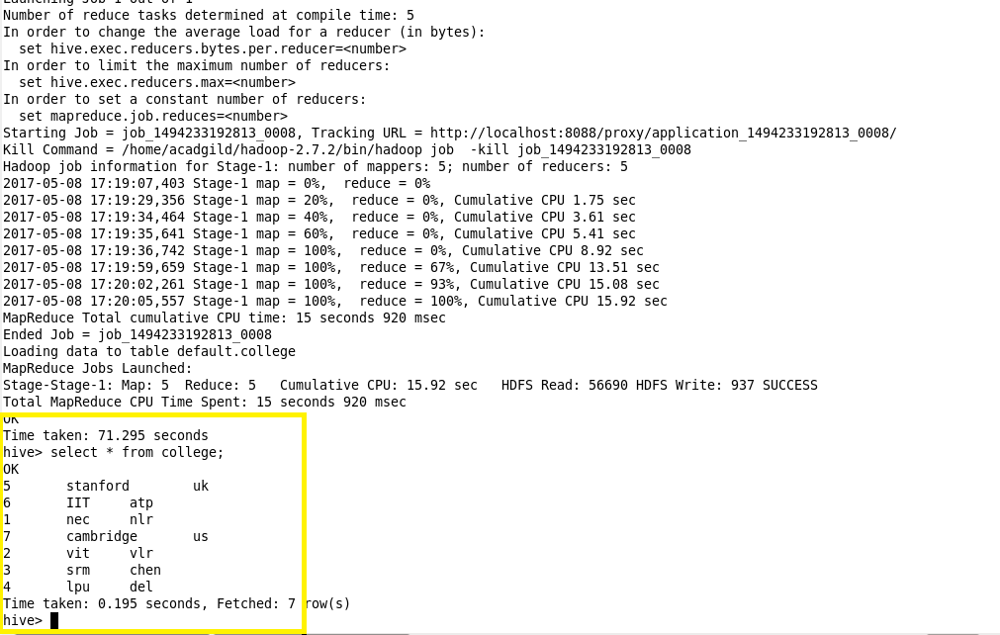 Launching Job 1 out of 1
Number of reduce tasks determined at compile time: 5
In order to change the average load for a reducer (in bytes):
  set hive.exec.reducers.bytes.per.reducer=<number>
In order to limit the maximum number of reducers:
  set hive.exec.reducers.max=<number>
In order to set a constant number of reducers:
  set mapreduce.job.reduces=<number>
Starting Job = job_1494233192813_0008, Tracking URL = http://localhost:8088/proxy/application_1494233192813_0008/
Kill Command = /home/acadgild/hadoop-2.7.2/bin/hadoop job  -kill job_1494233192813_0008
Hadoop job information for Stage-1: number of mappers: 5; number of reducers: 5
2017-05-08 17:19:07,403 Stage-1 map = 0%,  reduce = 0%
2017-05-08 17:19:29,356 Stage-1 map = 20%,  reduce = 0%, Cumulative CPU 1.75 sec
2017-05-08 17:19:34,464 Stage-1 map = 40%,  reduce = 0%, Cumulative CPU 3.61 sec
2017-05-08 17:19:35,641 Stage-1 map = 60%,  reduce = 0%, Cumulative CPU 5.41 sec
2017-05-08 17:19:36,742 Stage-1 map = 100%,  reduce = 0%, Cumulative CPU 8.92 sec
2017-05-08 17:19:59,659 Stage-1 map = 100%,  reduce = 67%, Cumulative CPU 13.51 sec
2017-05-08 17:20:02,261 Stage-1 map = 100%,  reduce = 93%, Cumulative CPU 15.08 sec
2017-05-08 17:20:05,557 Stage-1 map = 100%,  reduce = 100%, Cumulative CPU 15.92 sec
MapReduce Total cumulative CPU time: 15 seconds 920 msec
Ended Job = job_1494233192813_0008
Loading data to table default.college
MapReduce Jobs Launched:
Stage-Stage-1: Map: 5  Reduce: 5   Cumulative CPU: 15.92 sec   HDFS Read: 56690 HDFS Write: 937 SUCCESS
Total MapReduce CPU Time Spent: 15 seconds 920 msec
OK
Time taken: 71.295 seconds
hive> select * from college;
OK
5       stanford        uk
6       IIT     atp
1       nec     nlr
7       cambridge       us
2       vit     vlr
3       srm     chen
4       lpu     del
Time taken: 0.195 seconds, Fetched: 7 row(s)
hive>